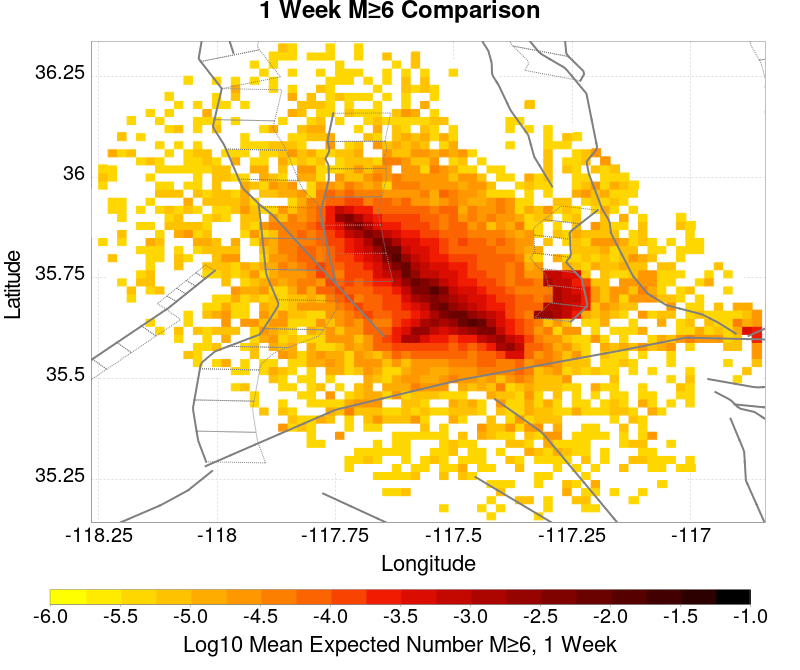 1 Week M≥6 Comparison
36.25
36
35.75
35.5
35.25
Latitude
-118.25 -118 -117.75 -117.5 -117.25 -117
Longitude
-6.0 -5.5 -5.0 -4.5 -4.0 -3.5 -3.0 -2.5 -2.0 -1.5 -1.0
Log10 Mean Expected Number M≥6, 1 Week